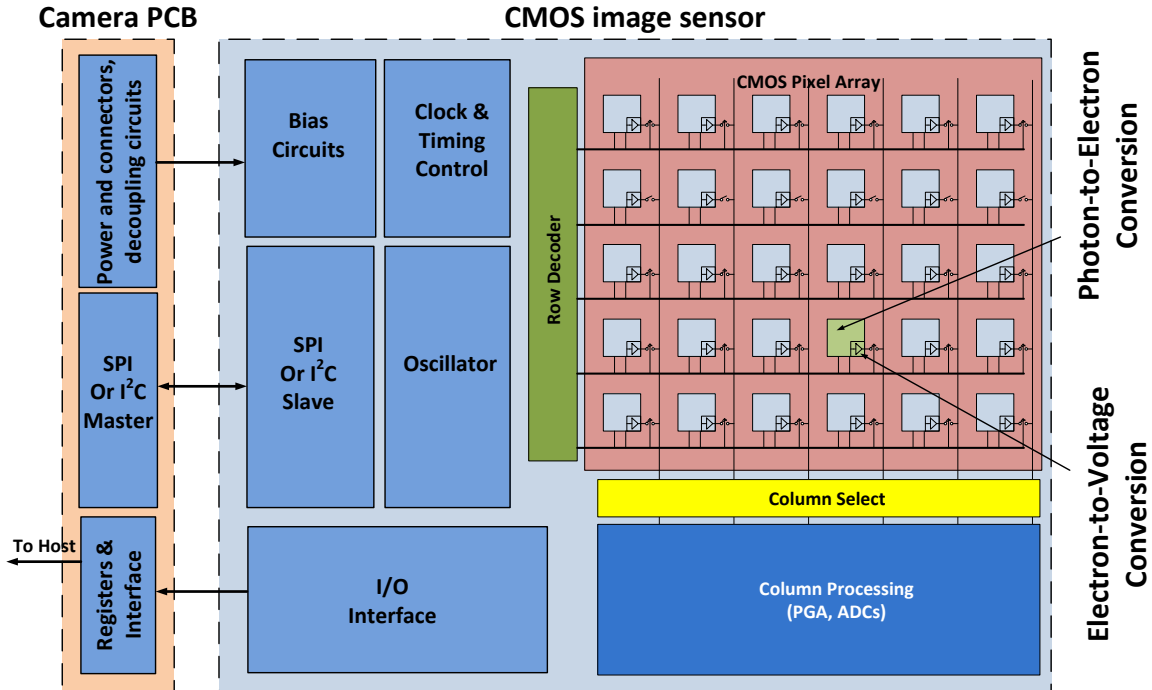 Camera PCB
CMOS image sensor
Power and connectors,
decoupling circuits
SPI
Or I²C
Master
To Host
Registers &
Interface
Bias
Circuits
Clock &
Timing
Control
SPI
Or I²C
Slave
Oscillator
I/O
Interface
Row Decoder
CMOS Pixel Array
Column Select
Column Processing
(PGA, ADCs)
Photon-to-Electron
Conversion
Electron-to-Voltage
Conversion